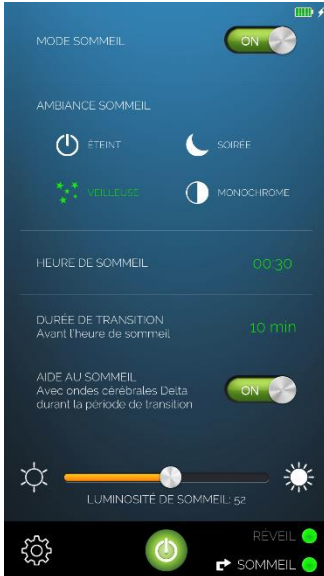 MODE SOMMEIL
ON
AMBIANCE SOMMEIL
ÉTEINT
SOIRÉE
VEILLEUSE
MONOCHROME
HEURE DE SOMMEIL
00:30
DURÉE DE TRANSITION
Avant l'heure de sommeil
10 min
AIDE AU SOMMEIL
Avec ondes cérébrales Delta
durant la période de transition
ON
LUMINOSITÉ DE SOMMEIL: 52
RÉVEIL
SOMMEIL